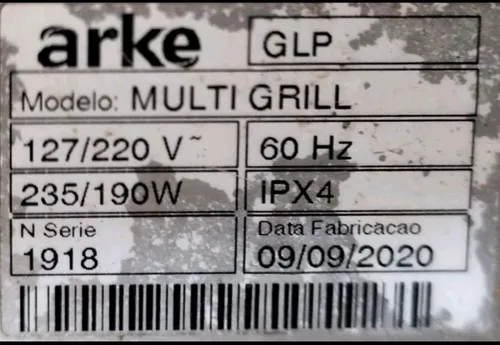 arke
GLP
Modelo: MULTI GRILL
127/220 V~
60 Hz
235/190W
IPX4
N Serie
1918
Data Fabricacao
09/09/2020